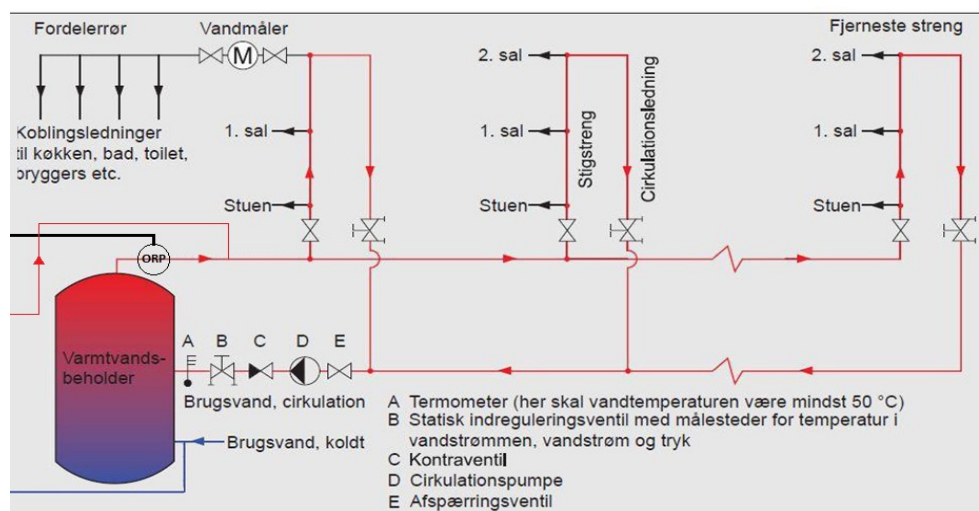 Fordelerrør
Vandmåler
Fjerneste streng
M
2. sal
2. sal
1. sal
1. sal
1. sal
Koblingsledninger
til køkken, bad, toilet,
bryggers etc.
Stigstreng
Cirkulationsledning
Stuen
Stuen
Stuen
ORP
Varmtvands-
beholder
A B C D E
Brugsvand, cirkulation
Brugsvand, koldt
A Termometer (her skal vandtemperaturen være mindst 50 °C)
B Statisk indreguleringsventil med målesteder for temperatur i
vandstrømmen, vandstrøm og tryk
C Kontraventil
D Cirkulationspumpe
E Afspærringsventil